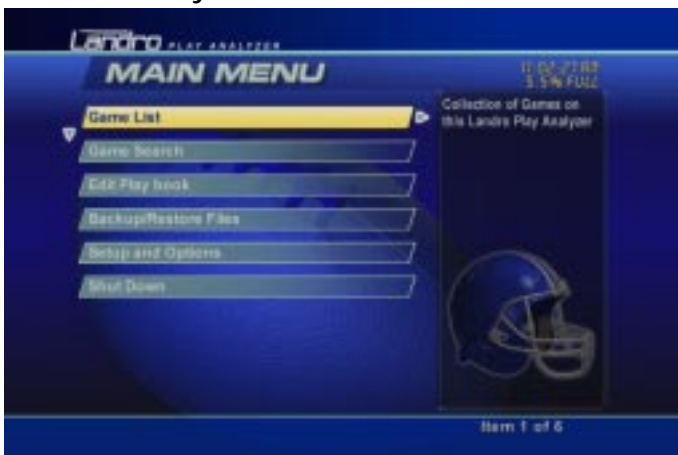 Landro PLAY ANALYZER
MAIN MENU
5.5% FULL
Game List
Collection of Games on
this Landro Play Analyzer
Game Search
Edit Play book
Backup/Restore Files
Setup and Options
Shut Down
Item 1 of 6